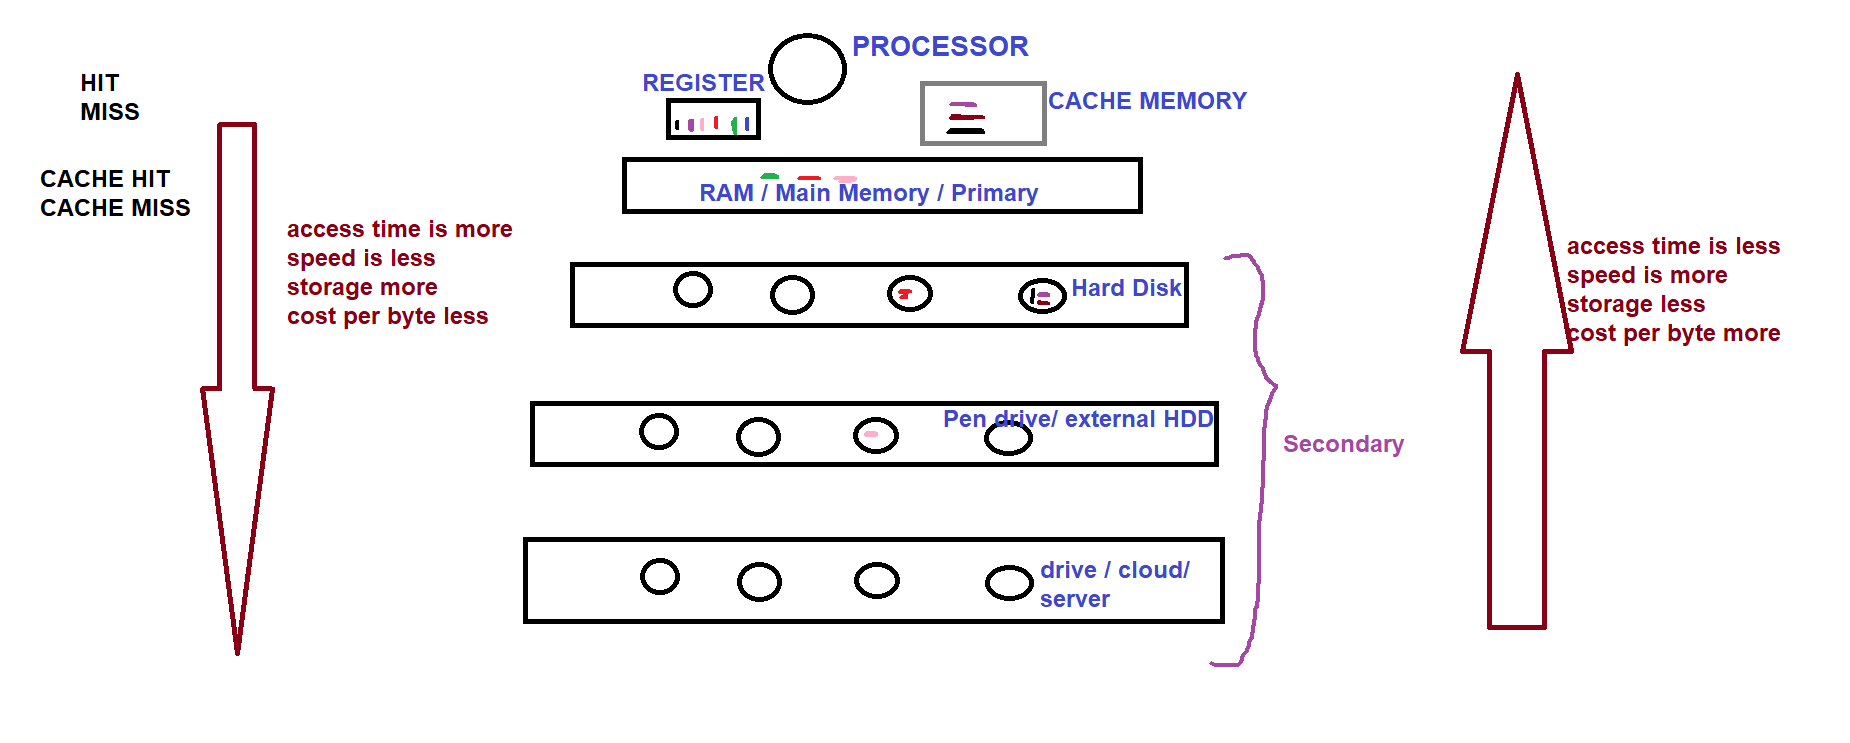 PROCESSOR
HIT
MISS
REGISTER
CACHE MEMORY
CACHE HIT
CACHE MISS
RAM / Main Memory / Primary
access time is more
speed is less
storage more
cost per byte less
access time is less
speed is more
storage less
cost per byte more
Hard Disk
Pen drive/ external HDD
Secondary
drive / cloud/
server